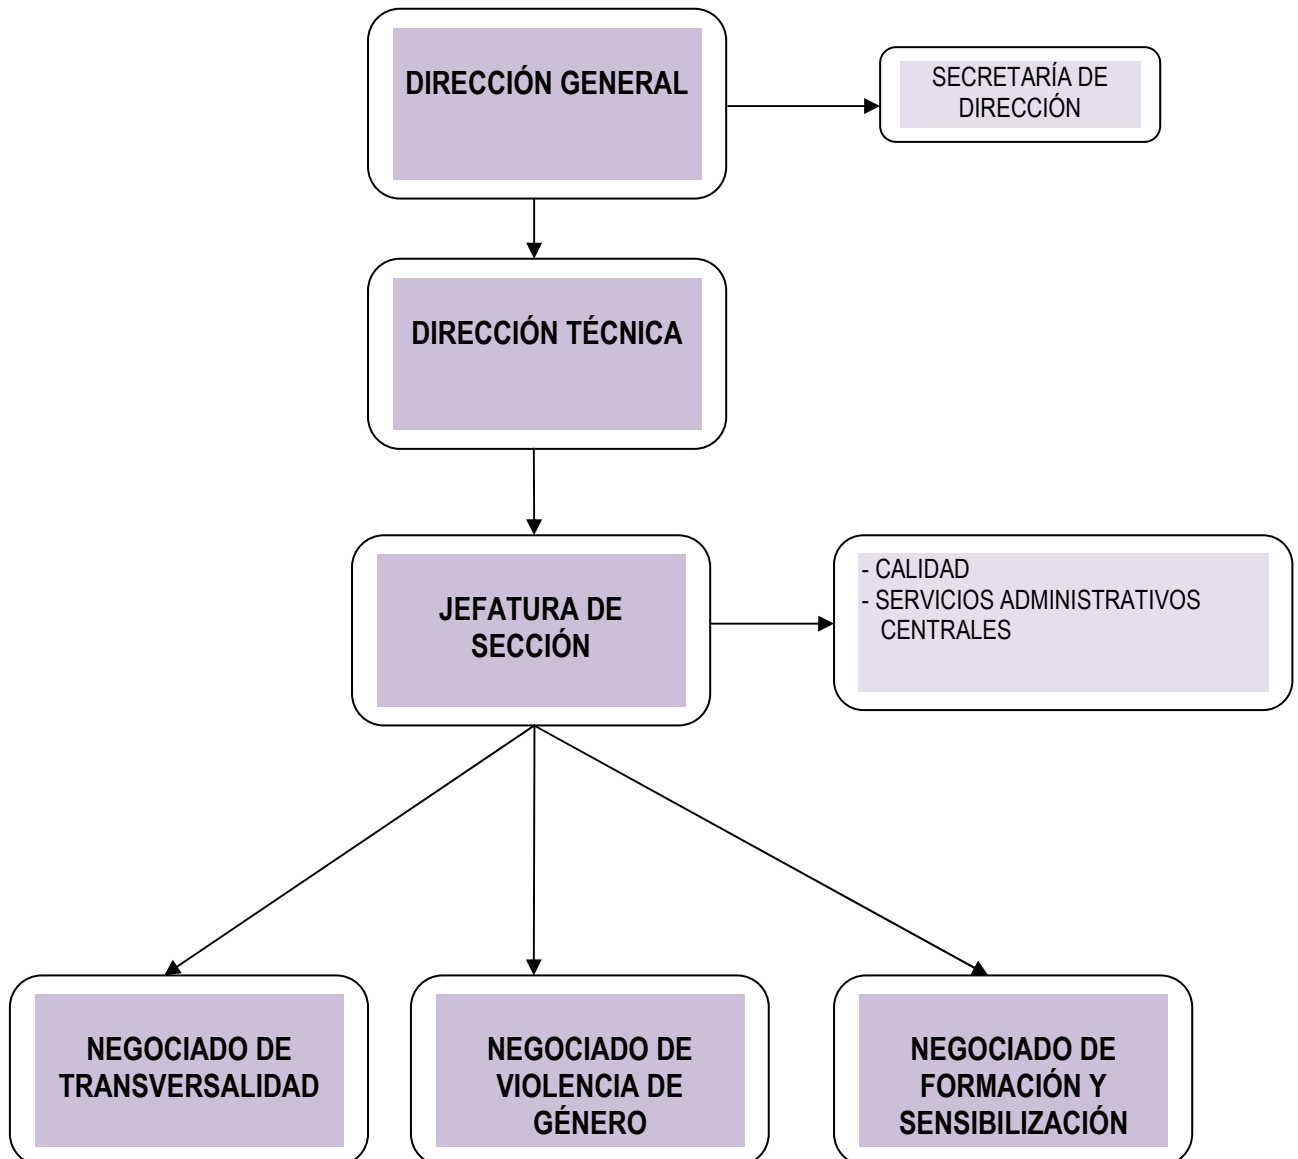 DIRECCIÓN GENERAL
SECRETARÍA DE
DIRECCIÓN
DIRECCIÓN TÉCNICA
JEFATURA DE
SECCIÓN
- CALIDAD
- SERVICIOS ADMINISTRATIVOS
CENTRALES
NEGOCIADO DE
TRANSVERSALIDAD
NEGOCIADO DE
VIOLENCIA DE
GÉNERO
NEGOCIADO DE
FORMACIÓN Y
SENSIBILIZACIÓN